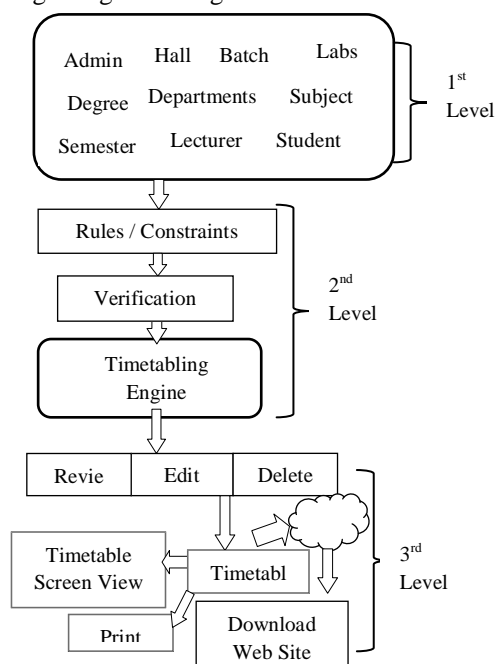 Admin Hall Batch Labs
Degree Departments Subject
Semester Lecturer Student
1st
Level
Rules / Constraints
Verification
Timetabling
Engine
2nd
Level
Revie Edit Delete
Timetable
Screen View
Timetabl
3rd
Level
Print
Download
Web Site